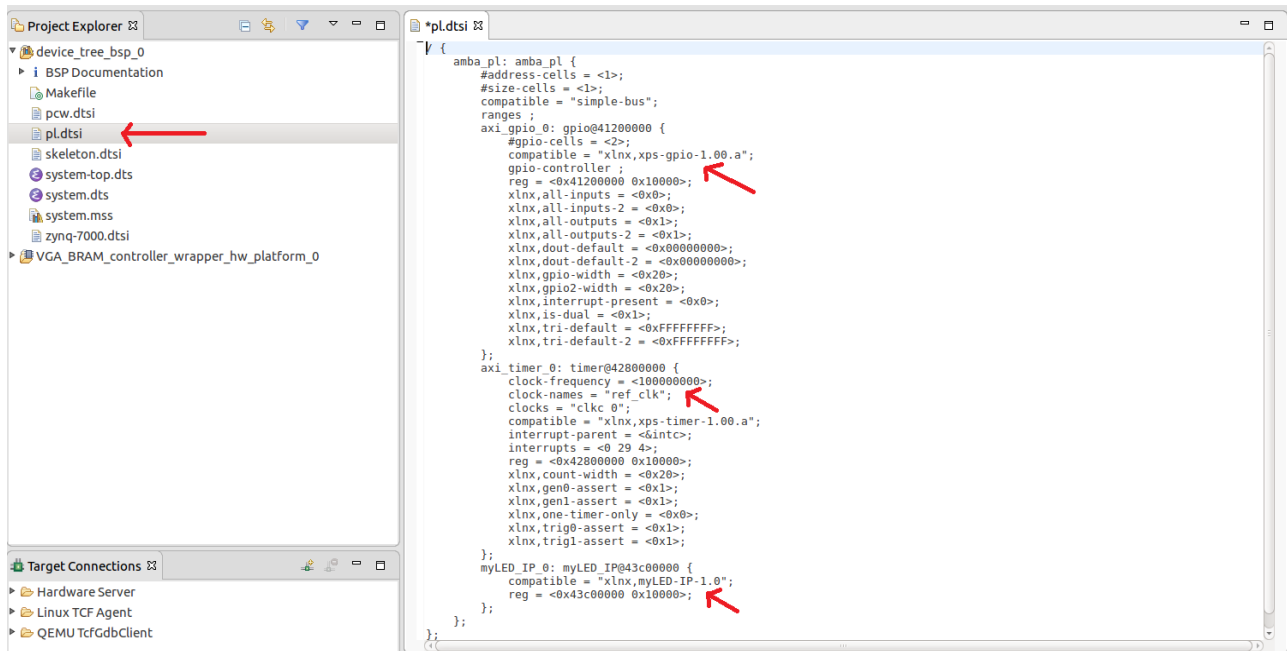 Project Explorer
device_tree_bsp_0
BSP Documentation
Makefile
pcw.dtsi
pl.dtsi
skeleton.dtsi
system-top.dts
system.dts
system.mss
zynq-7000.dtsi
VGA_BRAM_controller_wrapper_hw_platform_0
Target Connections
Hardware Server
Linux TCF Agent
QEMU TcfGdbClient
*pl.dtsi
/ {
amba_pl: amba_pl {
#address-cells = <1>;
#size-cells = <1>;
compatible = "simple-bus";
ranges ;
axi_gpio_0: gpio@41200000 {
#gpio-cells = <2>;
compatible = "xlnx,xps-gpio-1.00.a";
gpio-controller ;
reg = <0x41200000 0x10000>;
xlnx,all-inputs = <0x0>;
xlnx,all-inputs-2 = <0x0>;
xlnx,all-outputs = <0x1>;
xlnx,all-outputs-2 = <0x1>;
xlnx,dout-default = <0x00000000>;
xlnx,dout-default-2 = <0x00000000>;
xlnx,gpio-width = <0x20>;
xlnx,gpio2-width = <0x20>;
xlnx,interrupt-present = <0x0>;
xlnx,is-dual = <0x1>;
xlnx,tri-default = <0xFFFFFFFF>;
xlnx,tri-default-2 = <0xFFFFFFFF>;
};
axi_timer_0: timer@42800000 {
clock-frequency = <100000000>;
clock-names = "ref_clk";
clocks = "clkc 0";
compatible = "xlnx,xps-timer-1.00.a";
interrupt-parent = <&intc>;
interrupts = <0 29 4>;
reg = <0x42800000 0x10000>;
xlnx,count-width = <0x20>;
xlnx,gen0-assert = <0x1>;
xlnx,gen1-assert = <0x1>;
xlnx,one-timer-only = <0x0>;
xlnx,trig0-assert = <0x1>;
xlnx,trig1-assert = <0x1>;
};
myLED_IP_0: myLED_IP@43c00000 {
compatible = "xlnx,myLED-IP-1.0";
reg = <0x43c00000 0x10000>;
};
};
};